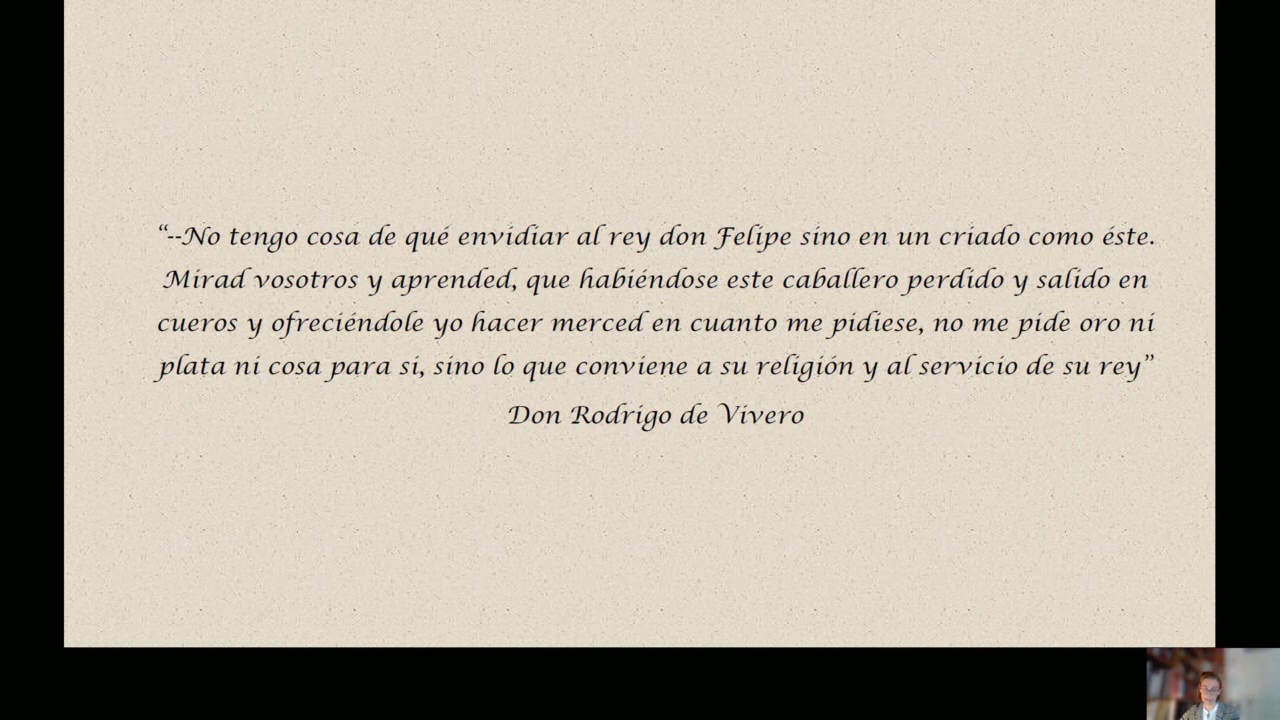 “--No tengo cosa de qué envidiar al rey don Felipe sino en un criado como éste.
Mirad vosotros y aprended, que habiéndose este caballero perdido y salido en
cueros y ofreciéndole yo hacer merced en cuanto me pidiese, no me pide oro ni
plata ni cosa para si, sino lo que conviene a su religión y al servicio de su rey”
Don Rodrigo de Vivero